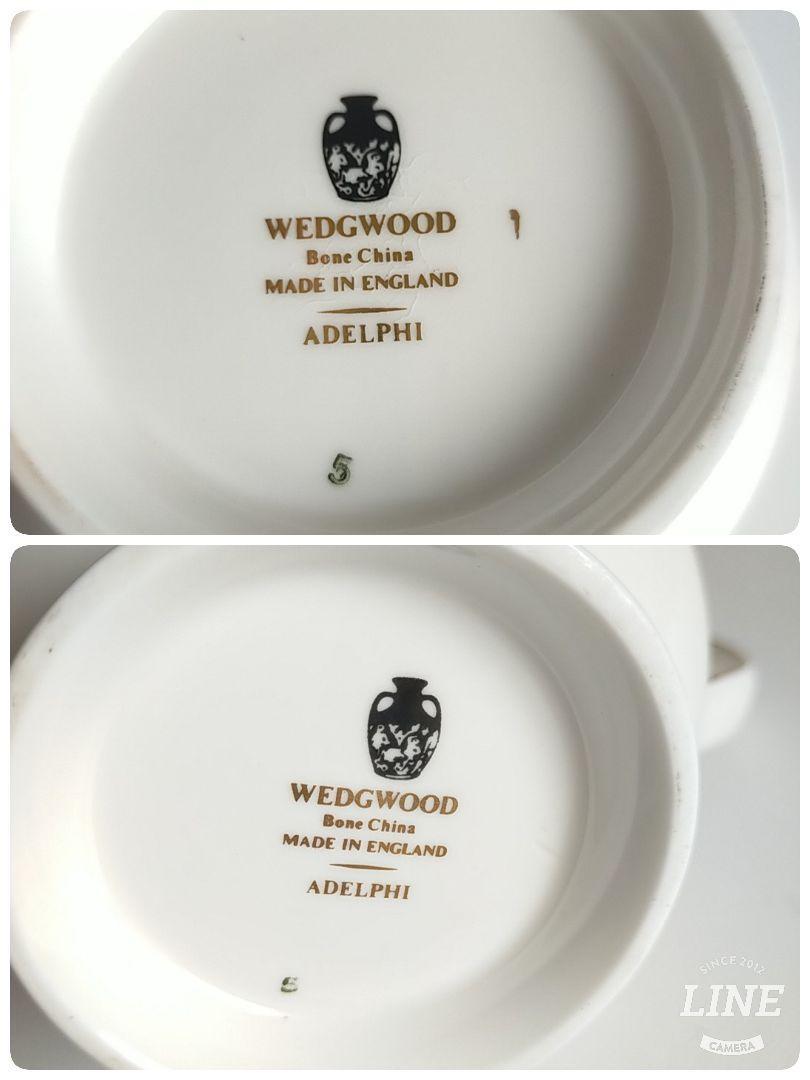 WEDGWOOD
Bone China
MADE IN ENGLAND
ADELPHI
5
WEDGWOOD
Bone China
MADE IN ENGLAND
ADELPHI
SINCE 2012
LINE
CAMERA